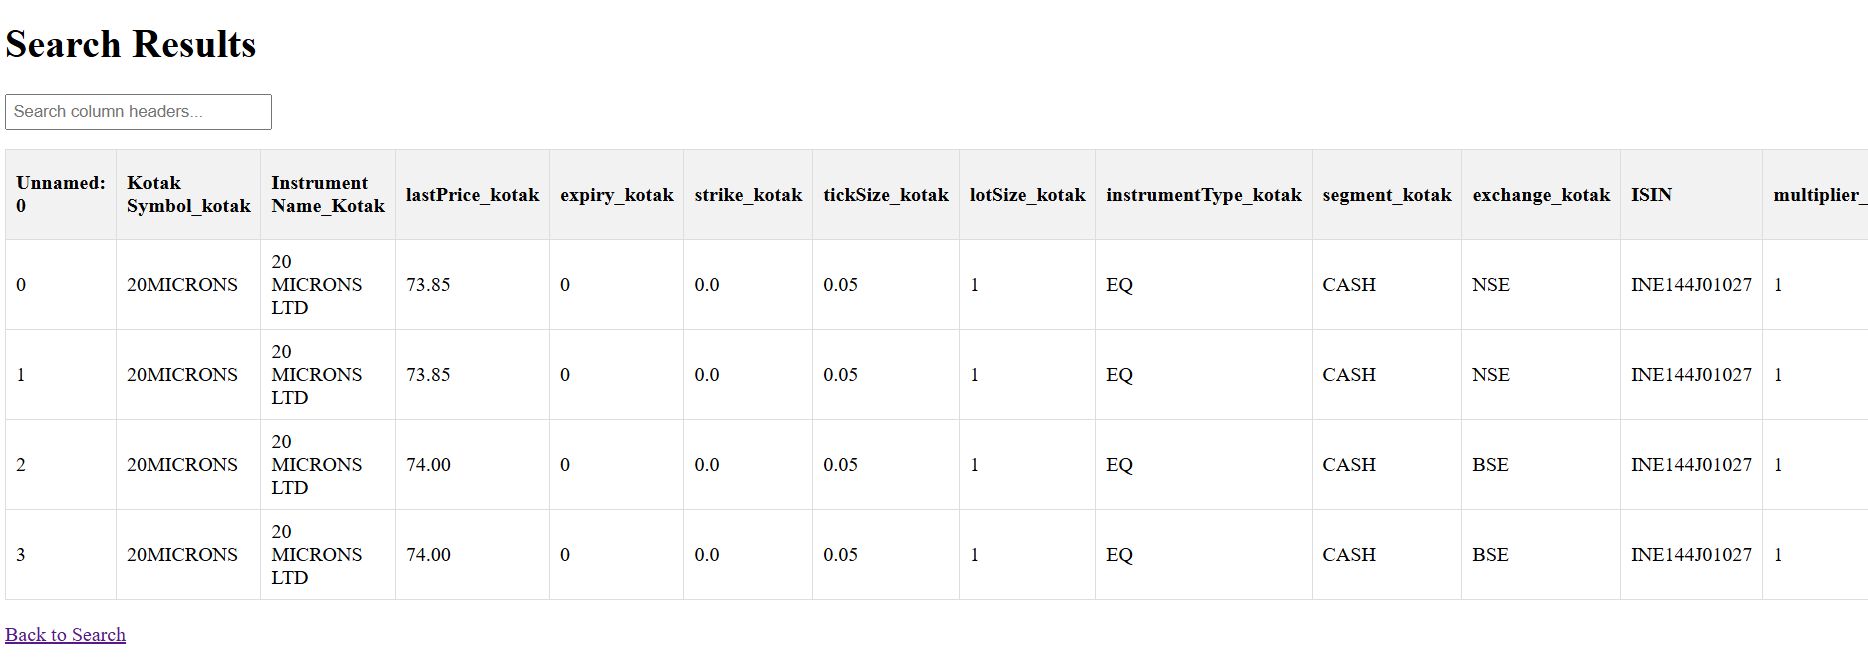 Search Results
Search column headers...
Unnamed: 0 Kotak Symbol_kotak Instrument Name_Kotak lastPrice_kotak expiry_kotak strike_kotak tickSize_kotak lotSize_kotak instrumentType_kotak segment_kotak exchange_kotak ISIN multiplier_
0 20MICRONS 20 MICRONS LTD 73.85 0 0.0 0.05 1 EQ CASH NSE INE144J01027 1
1 20MICRONS 20 MICRONS LTD 73.85 0 0.0 0.05 1 EQ CASH NSE INE144J01027 1
2 20MICRONS 20 MICRONS LTD 74.00 0 0.0 0.05 1 EQ CASH BSE INE144J01027 1
3 20MICRONS 20 MICRONS LTD 74.00 0 0.0 0.05 1 EQ CASH BSE INE144J01027 1
Back to Search